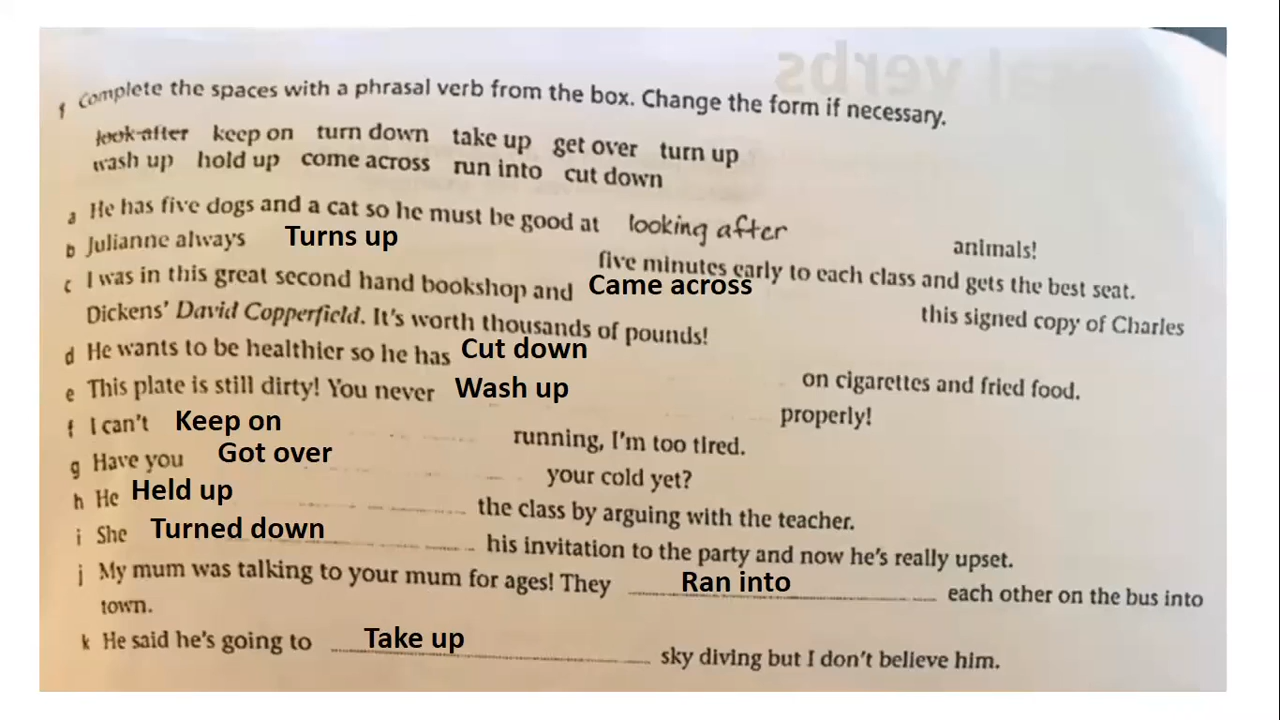 sal verbs
f Complete the spaces with a phrasal verb from the box. Change the form if necessary.
look after keep on turn down take up get over turn up
wash up hold up come across run into cut down
a He has five dogs and a cat so he must be good at looking after animals!
b Julianne always Turns up five minutes early to each class and gets the best seat.
c I was in this great second hand bookshop and Came across this signed copy of Charles
Dickens' David Copperfield. It's worth thousands of pounds!
d He wants to be healthier so he has Cut down on cigarettes and fried food.
e This plate is still dirty! You never Wash up properly!
f I can't Keep on running, I'm too tired.
g Have you Got over your cold yet?
h He Held up the class by arguing with the teacher.
i She Turned down his invitation to the party and now he's really upset.
j My mum was talking to your mum for ages! They Ran into each other on the bus into
town.
k He said he's going to Take up sky diving but I don't believe him.